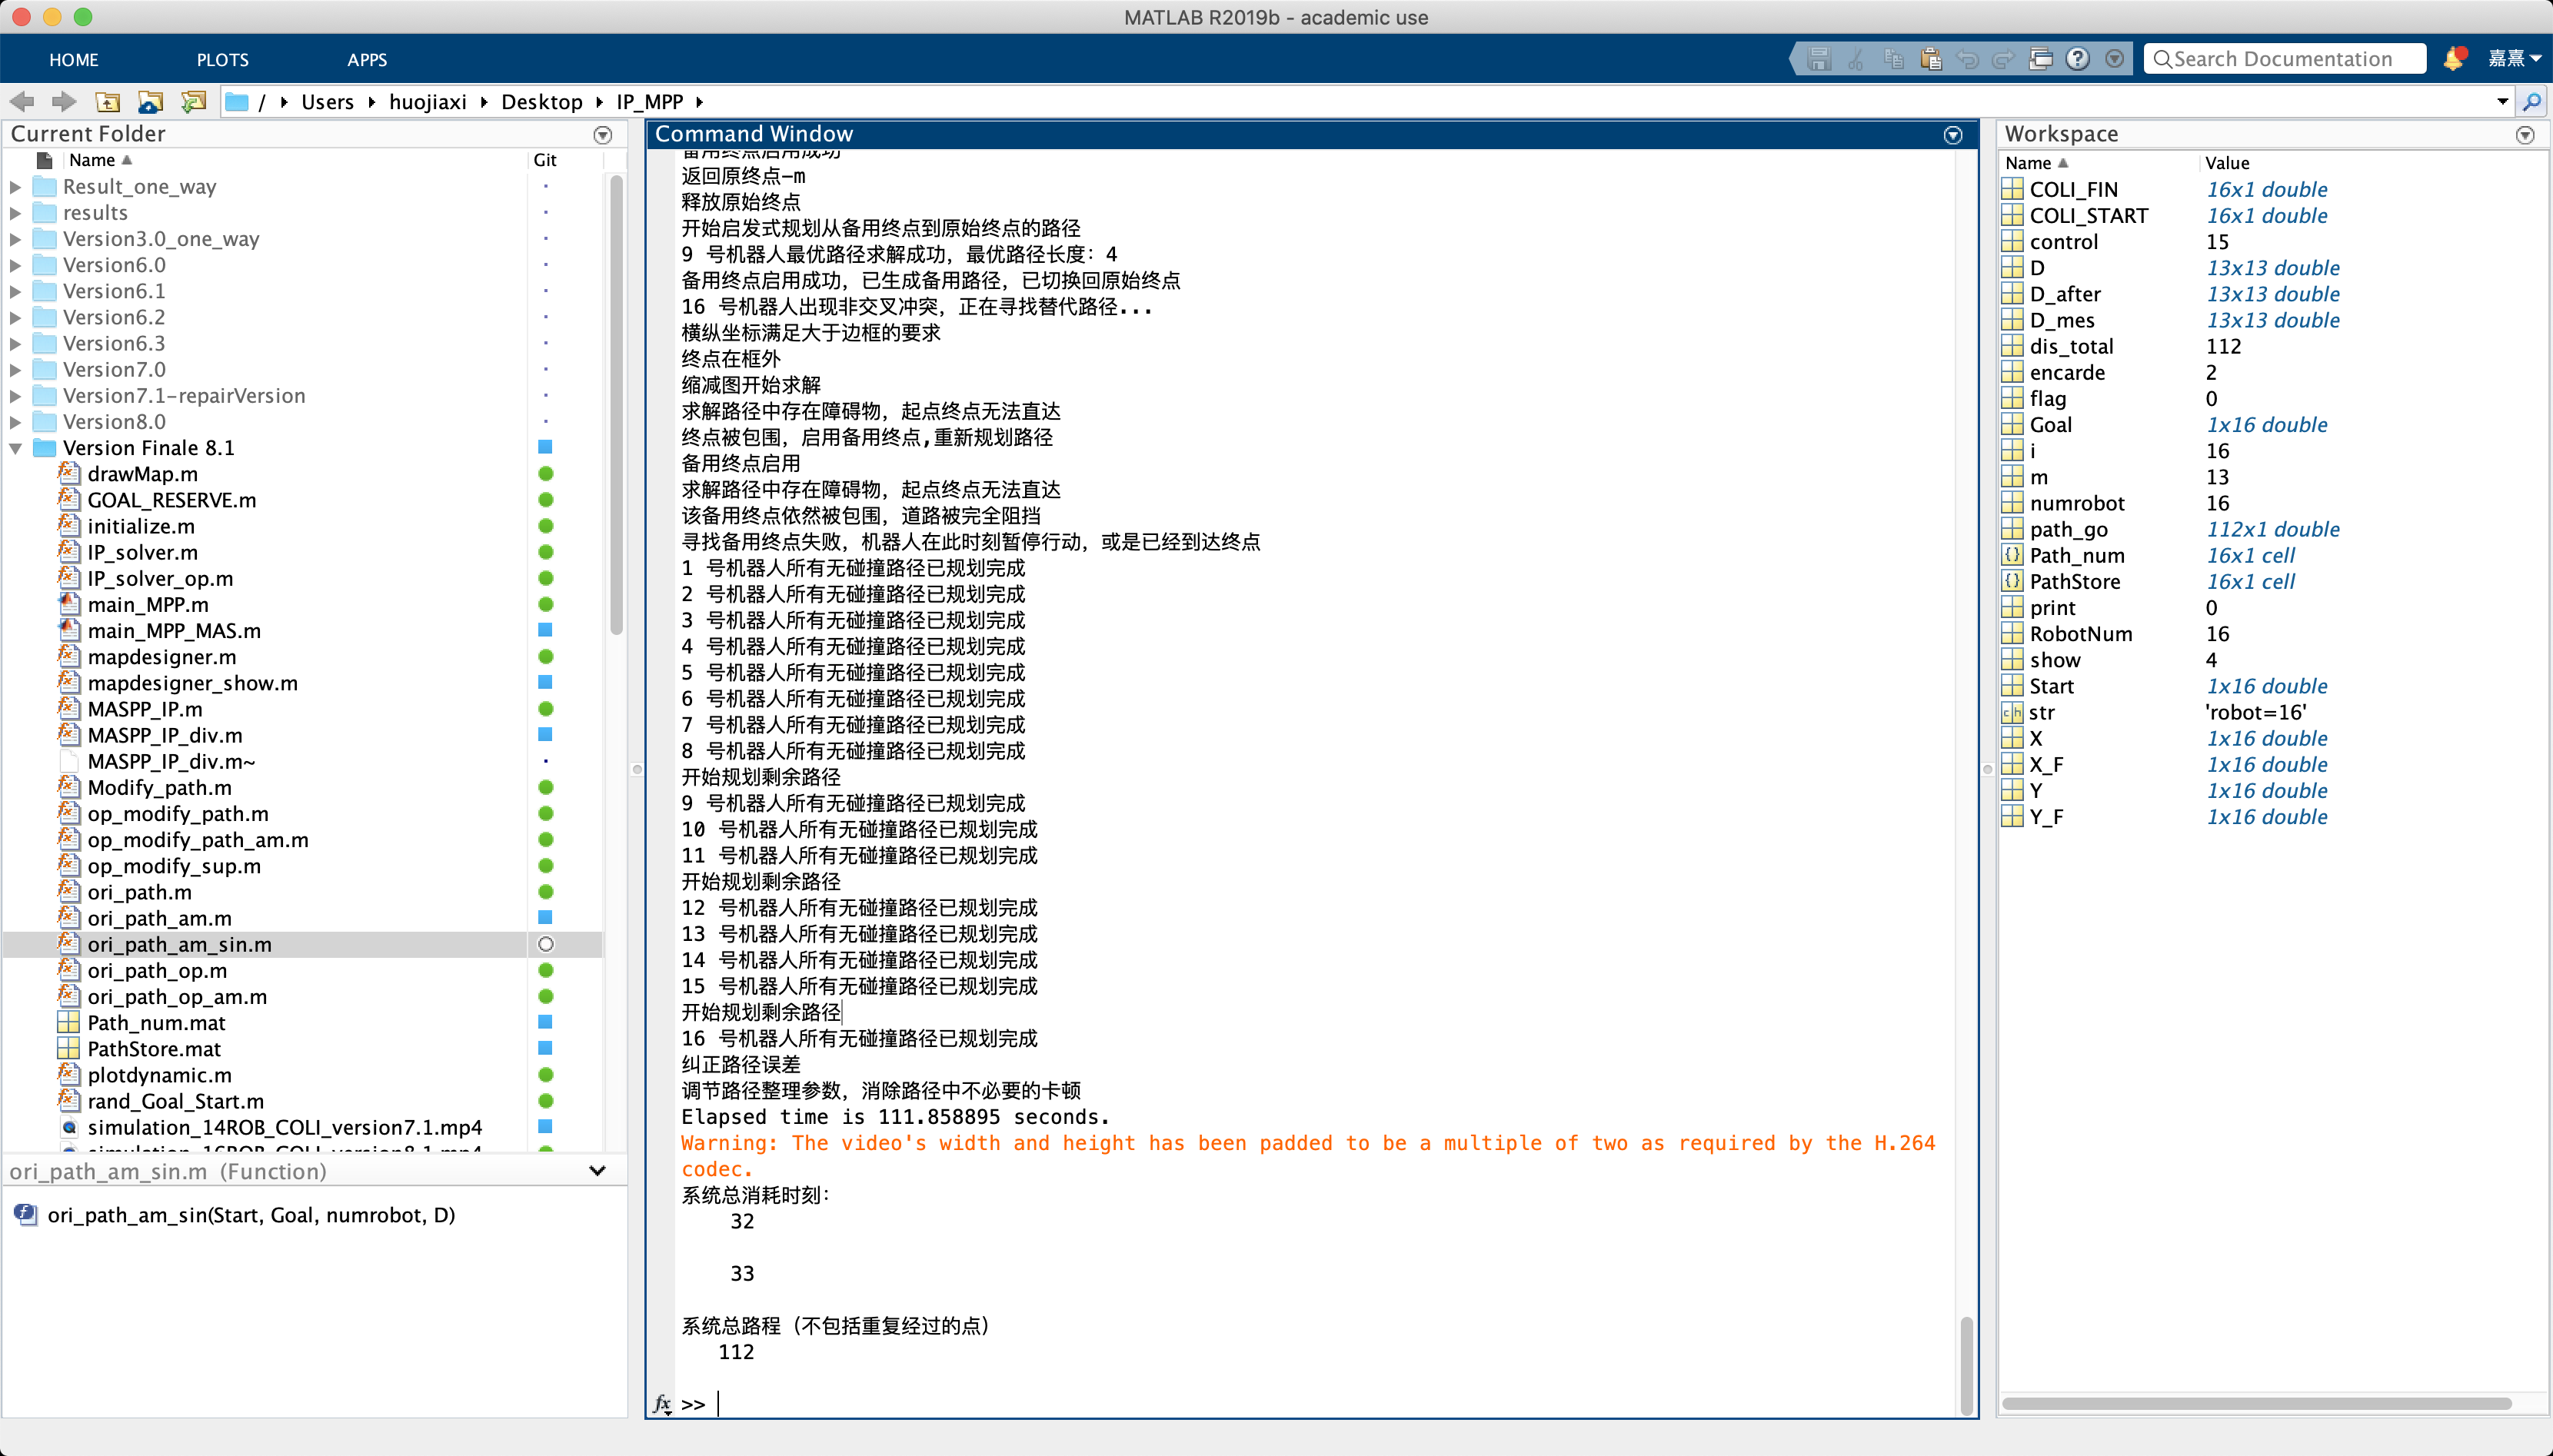 MATLAB R2019b - academic use
HOME
PLOTS
APPS
Search Documentation
嘉熹
/ ▸ Users ▸ huojiaxi ▸ Desktop ▸ IP_MPP ▸
Current Folder
Name
Git
Result_one_way
results
Version3.0_one_way
Version6.0
Version6.1
Version6.2
Version6.3
Version7.0
Version7.1-repairVersion
Version8.0
Version Finale 8.1
drawMap.m
GOAL_RESERVE.m
initialize.m
IP_solver.m
IP_solver_op.m
main_MPP.m
main_MPP_MAS.m
mapdesigner.m
mapdesigner_show.m
MASPP_IP.m
MASPP_IP_div.m
MASPP_IP_div.m~
Modify_path.m
op_modify_path.m
op_modify_path_am.m
op_modify_sup.m
ori_path.m
ori_path_am.m
ori_path_am_sin.m
ori_path_op.m
ori_path_op_am.m
Path_num.mat
PathStore.mat
plotdynamic.m
rand_Goal_Start.m
simulation_14ROB_COLI_version7.1.mp4
simulation_16ROB_COLI_version8.1.mp4
ori_path_am_sin.m (Function)
ori_path_am_sin(Start, Goal, numrobot, D)
Command Window
备用终点启用成功
返回原终点-m
释放原始终点
开始启发式规划从备用终点到原始终点的路径
9 号机器人最优路径求解成功，最优路径长度：4
备用终点启用成功，已生成备用路径，已切换回原始终点
16 号机器人出现非交叉冲突，正在寻找替代路径...
横纵坐标满足大于边框的要求
终点在框外
缩减图开始求解
求解路径中存在障碍物，起点终点无法直达
终点被包围，启用备用终点,重新规划路径
备用终点启用
求解路径中存在障碍物，起点终点无法直达
该备用终点依然被包围，道路被完全阻挡
寻找备用终点失败，机器人在此时刻暂停行动，或是已经到达终点
1 号机器人所有无碰撞路径已规划完成
2 号机器人所有无碰撞路径已规划完成
3 号机器人所有无碰撞路径已规划完成
4 号机器人所有无碰撞路径已规划完成
5 号机器人所有无碰撞路径已规划完成
6 号机器人所有无碰撞路径已规划完成
7 号机器人所有无碰撞路径已规划完成
8 号机器人所有无碰撞路径已规划完成
开始规划剩余路径
9 号机器人所有无碰撞路径已规划完成
10 号机器人所有无碰撞路径已规划完成
11 号机器人所有无碰撞路径已规划完成
开始规划剩余路径
12 号机器人所有无碰撞路径已规划完成
13 号机器人所有无碰撞路径已规划完成
14 号机器人所有无碰撞路径已规划完成
15 号机器人所有无碰撞路径已规划完成
开始规划剩余路径
16 号机器人所有无碰撞路径已规划完成
纠正路径误差
调节路径整理参数，消除路径中不必要的卡顿
Elapsed time is 111.858895 seconds.
Warning: The video's width and height has been padded to be a multiple of two as required by the H.264
codec.
系统总消耗时刻：
32
33
系统总路程（不包括重复经过的点）
112
fx >>
Workspace
Name Value
COLI_FIN 16x1 double
COLI_START 16x1 double
control 15
D 13x13 double
D_after 13x13 double
D_mes 13x13 double
dis_total 112
encarde 2
flag 0
Goal 1x16 double
i 16
m 13
numrobot 16
path_go 112x1 double
Path_num 16x1 cell
PathStore 16x1 cell
print 0
RobotNum 16
show 4
Start 1x16 double
str 'robot=16'
X 1x16 double
X_F 1x16 double
Y 1x16 double
Y_F 1x16 double